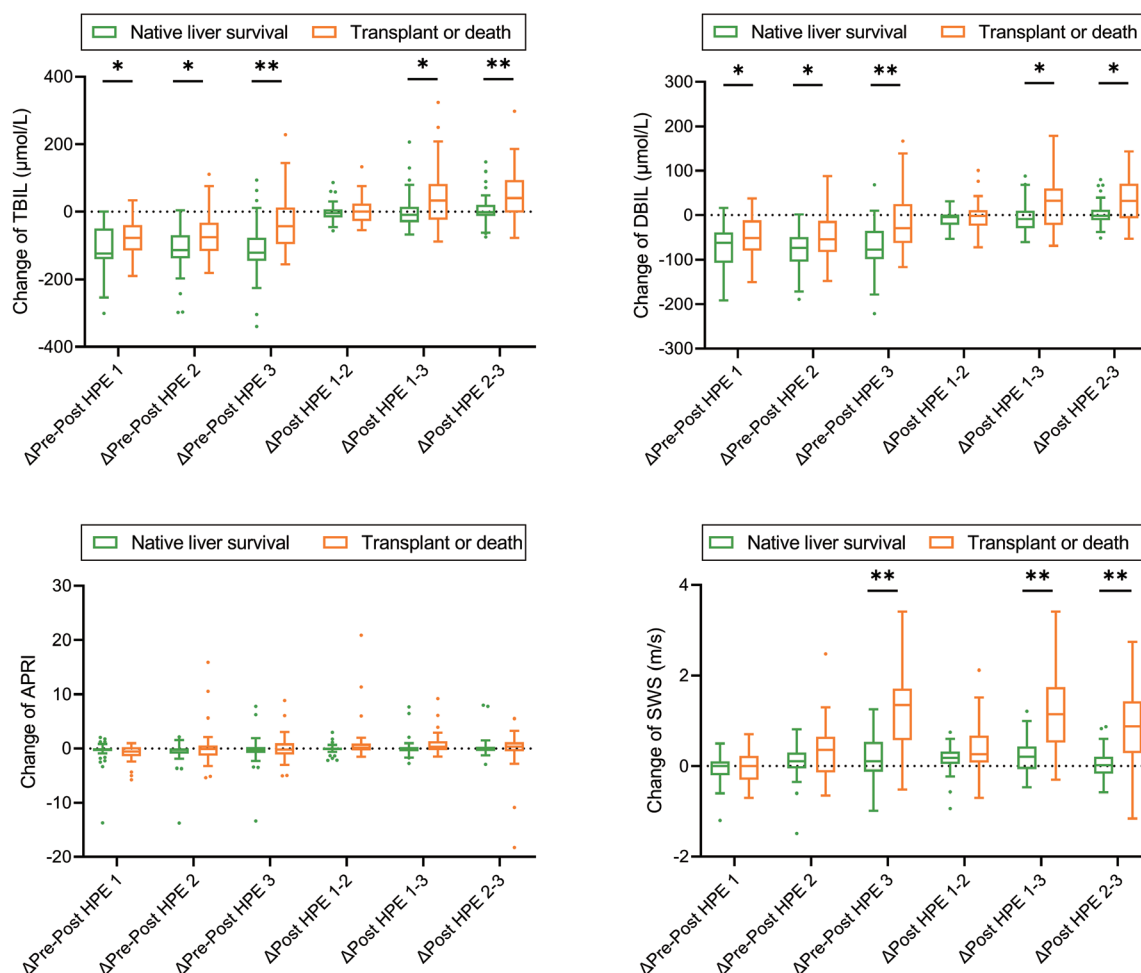 Native liver survival Transplant or death
* * ** * **
Change of TBIL (μmol/L)
400
200
0
-200
-400
ΔPre-Post HPE 1
ΔPre-Post HPE 2
ΔPre-Post HPE 3
ΔPost HPE 1-2
ΔPost HPE 1-3
ΔPost HPE 2-3
Native liver survival Transplant or death
* * ** * *
Change of DBIL (μmol/L)
300
200
100
0
-100
-200
-300
ΔPre-Post HPE 1
ΔPre-Post HPE 2
ΔPre-Post HPE 3
ΔPost HPE 1-2
ΔPost HPE 1-3
ΔPost HPE 2-3
Native liver survival Transplant or death
Change of APRI
30
20
10
0
-10
-20
ΔPre-Post HPE 1
ΔPre-Post HPE 2
ΔPre-Post HPE 3
ΔPost HPE 1-2
ΔPost HPE 1-3
ΔPost HPE 2-3
Native liver survival Transplant or death
** ** **
Change of SWS (m/s)
4
2
0
-2
ΔPre-Post HPE 1
ΔPre-Post HPE 2
ΔPre-Post HPE 3
ΔPost HPE 1-2
ΔPost HPE 1-3
ΔPost HPE 2-3